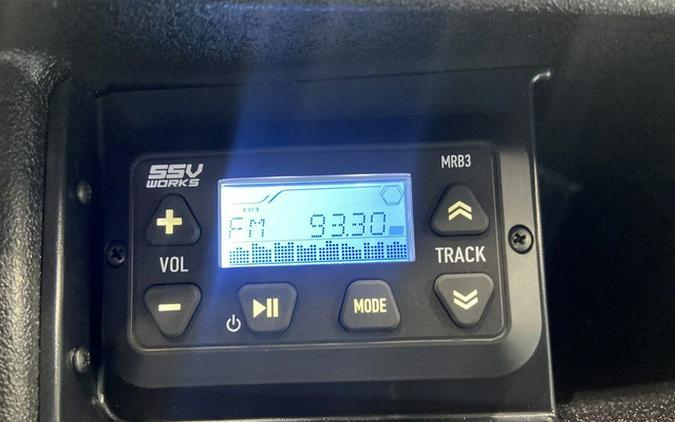 SSV
WORKS
MRB3
FM 93.30
VOL
TRACK
MODE